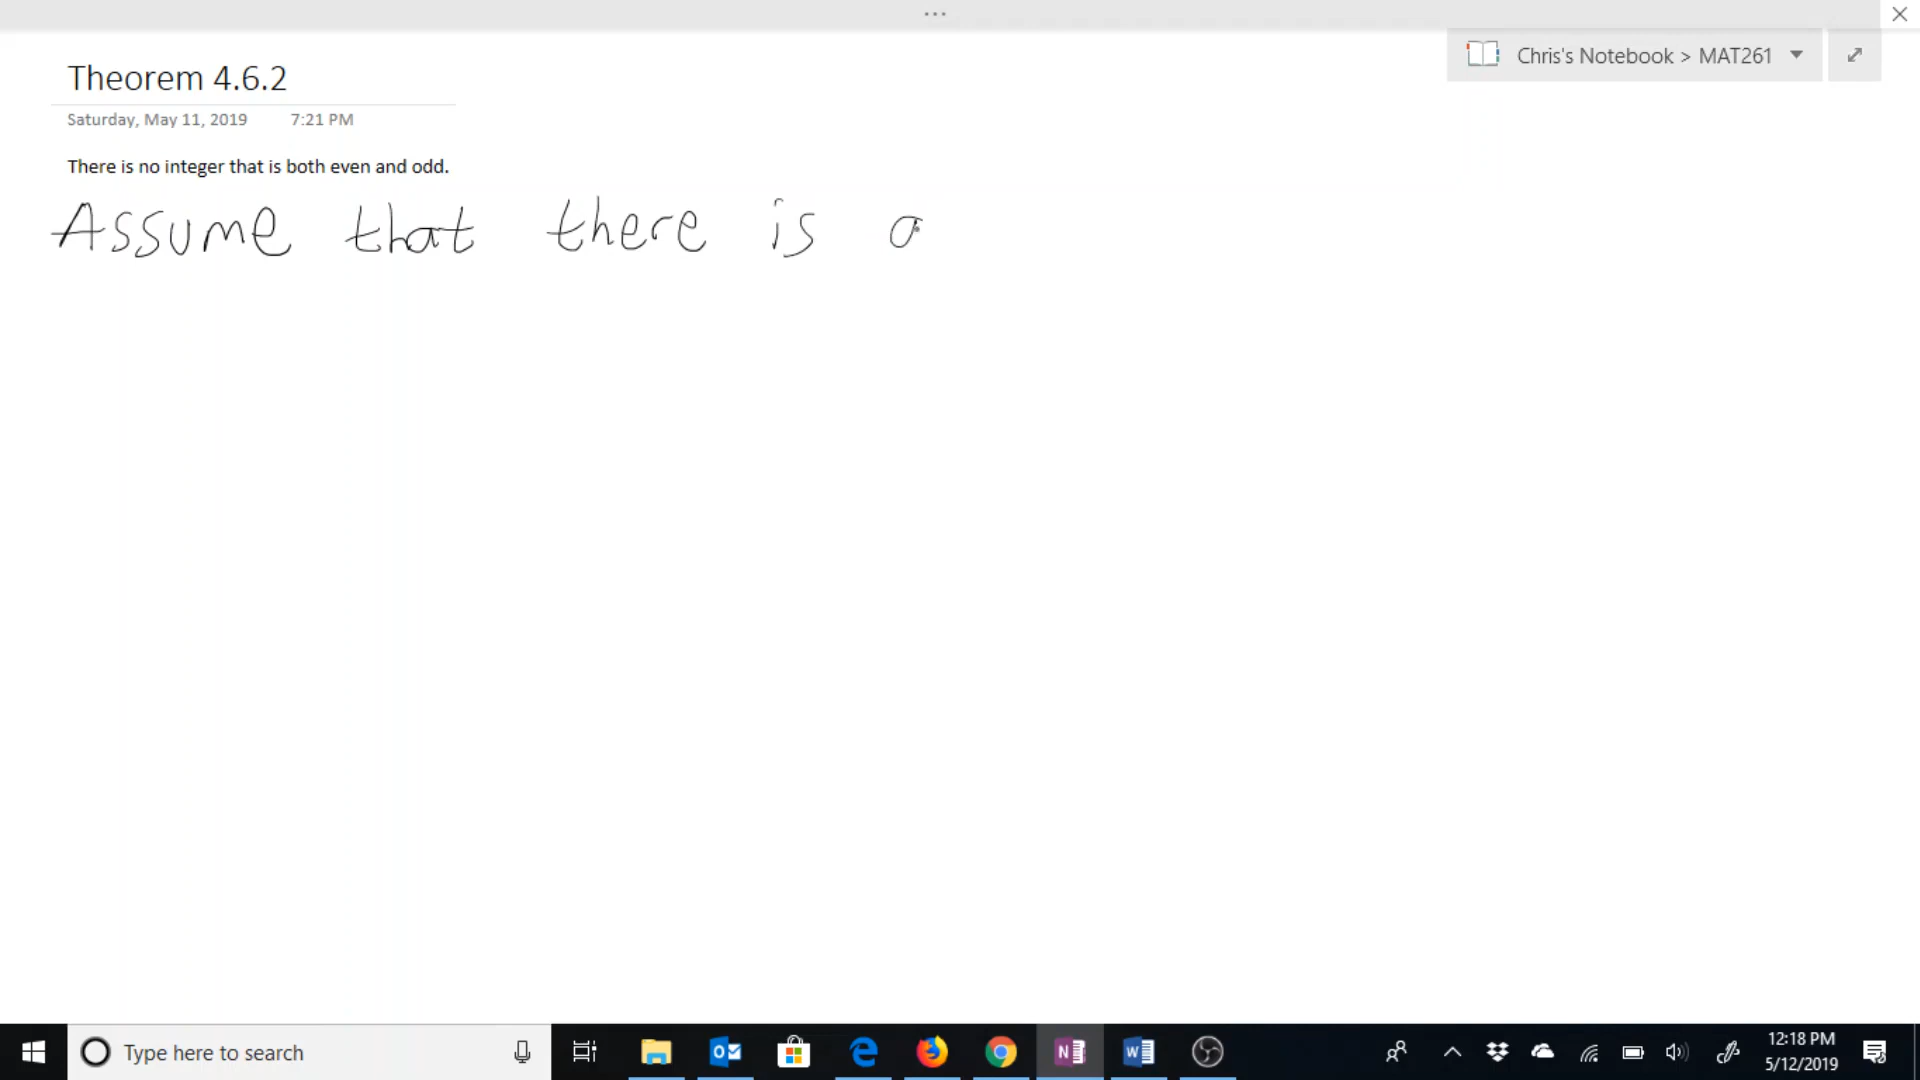 ...
Theorem 4.6.2
Chris's Notebook > MAT261
Saturday, May 11, 2019 7:21 PM
There is no integer that is both even and odd.
Assume that there is a
Type here to search
12:18 PM
5/12/2019